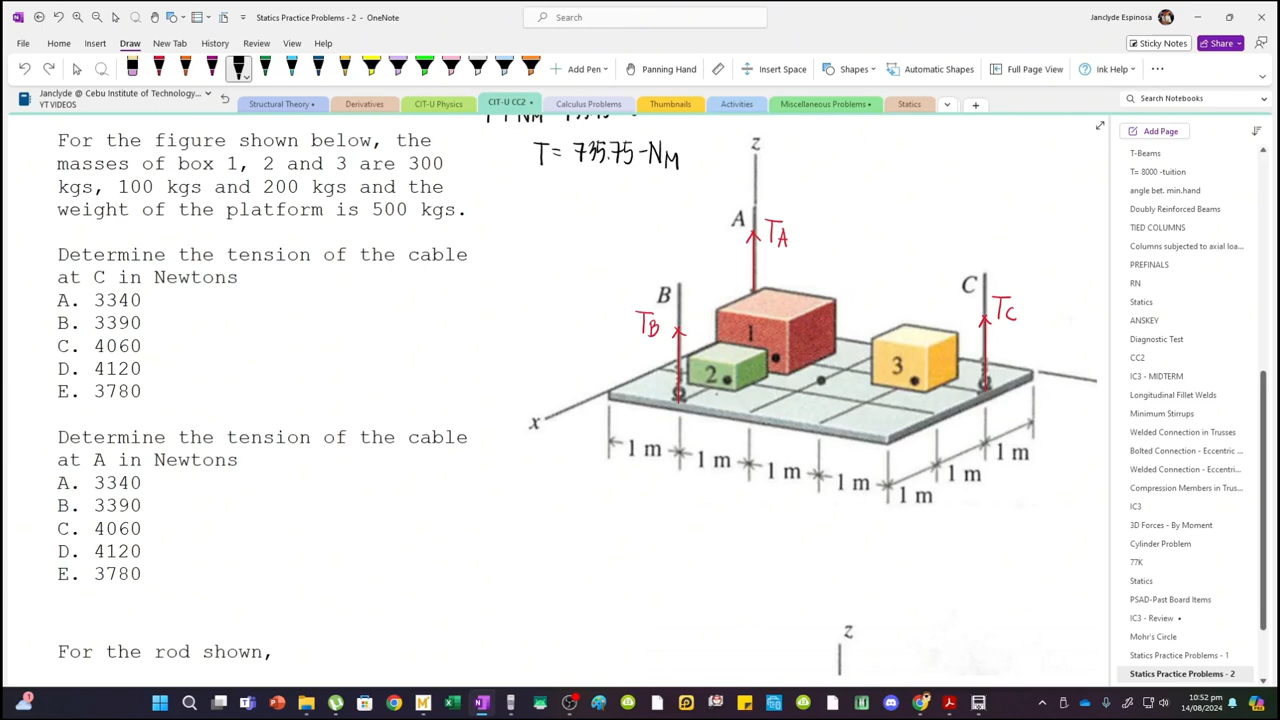 Statics Practice Problems - 2 - OneNote
Search
Janclyde Espinosa
File Home Insert Draw New Tab History Review View Help
Sticky Notes
Share
Add Pen
Panning Hand
Insert Space
Shapes
Automatic Shapes
Full Page View
Ink Help
Janclyde @ Cebu Institute of Technology...
YT VIDEOS
Structural Theory
Derivatives
CIT-U Physics
CIT-U CC2
Calculus Problems
Thumbnails
Activities
Miscellaneous Problems
Statics
Search Notebooks
For the figure shown below, the
masses of box 1, 2 and 3 are 300
kgs, 100 kgs and 200 kgs and the
weight of the platform is 500 kgs.
Determine the tension of the cable
at C in Newtons
A. 3340
B. 3390
C. 4060
D. 4120
E. 3780
Determine the tension of the cable
at A in Newtons
A. 3340
B. 3390
C. 4060
D. 4120
E. 3780
For the rod shown,
T = 735.75 -NM
z
A
TA
B
TB
C
TC
1
2
3
x
1 m
1 m
1 m
1 m
1 m
1 m
1 m
z
Add Page
T-Beams
T= 8000 -tuition
angle bet. min.hand
Doubly Reinforced Beams
TIED COLUMNS
Columns subjected to axial loa...
PREFINALS
RN
Statics
ANSKEY
Diagnostic Test
CC2
IC3 - MIDTERM
Longitudinal Fillet Welds
Minimum Stirrups
Welded Connection in Trusses
Bolted Connection - Eccentric ...
Welded Connection - Eccentri...
Compression Members in Trus...
IC3
3D Forces - By Moment
Cylinder Problem
77K
Statics
PSAD-Past Board Items
IC3 - Review
Mohr's Circle
Statics Practice Problems - 1
Statics Practice Problems - 2
10:52 pm
14/08/2024